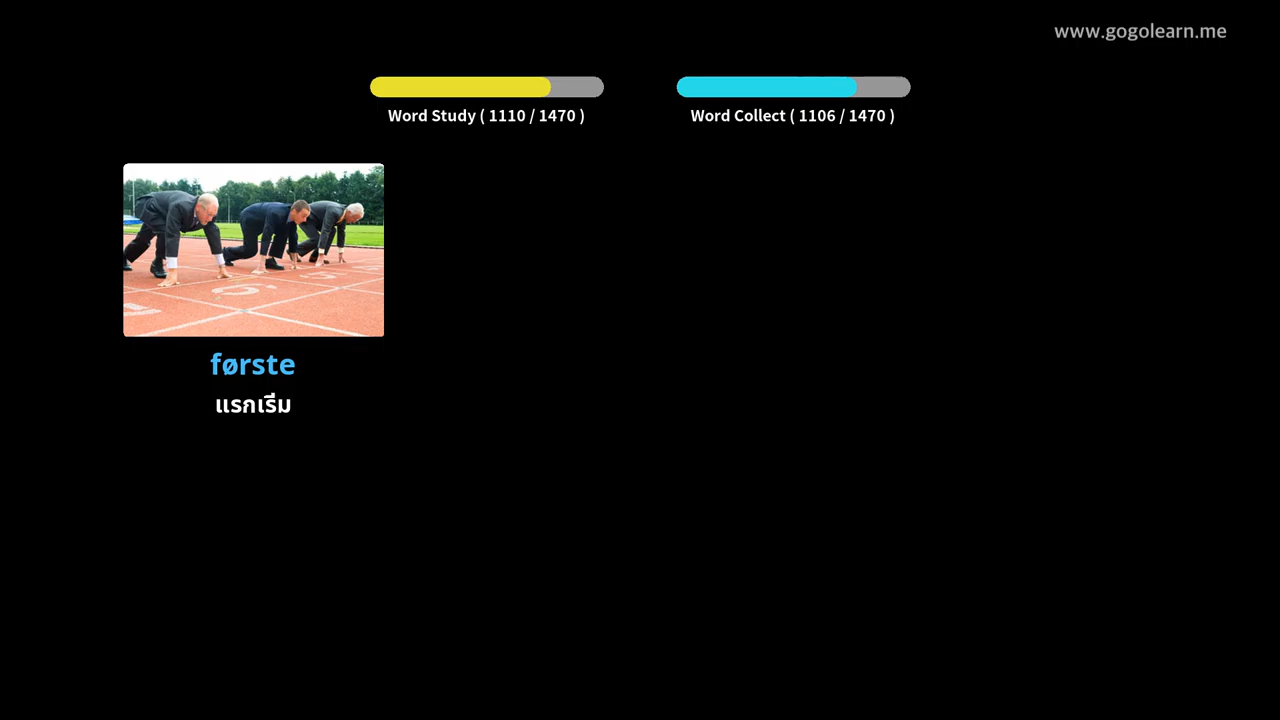 www.gogolearn.me
Word Study ( 1110 / 1470 )
Word Collect ( 1106 / 1470 )
første
แรกเริ่ม